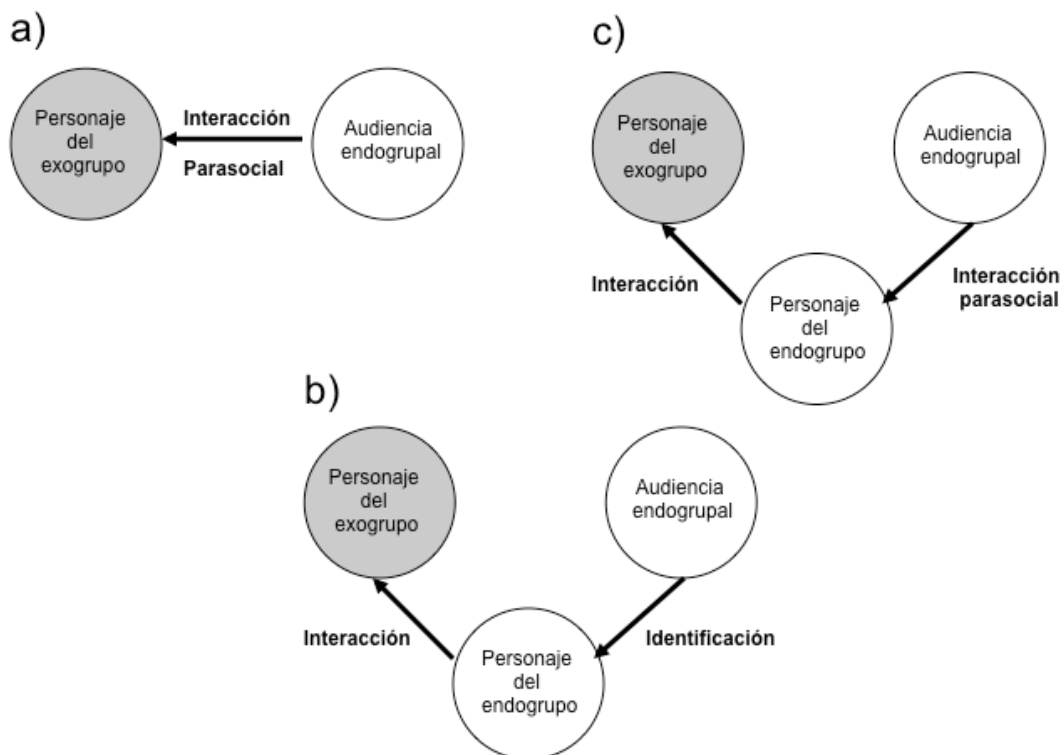 a)
Personaje
del
exogrupo
Interacción
Parasocial
Audiencia
endogrupal
c)
Personaje
del
exogrupo
Audiencia
endogrupal
Interacción
Interacción
parasocial
Personaje
del
endogrupo
b)
Personaje
del
exogrupo
Audiencia
endogrupal
Interacción
Identificación
Personaje
del
endogrupo